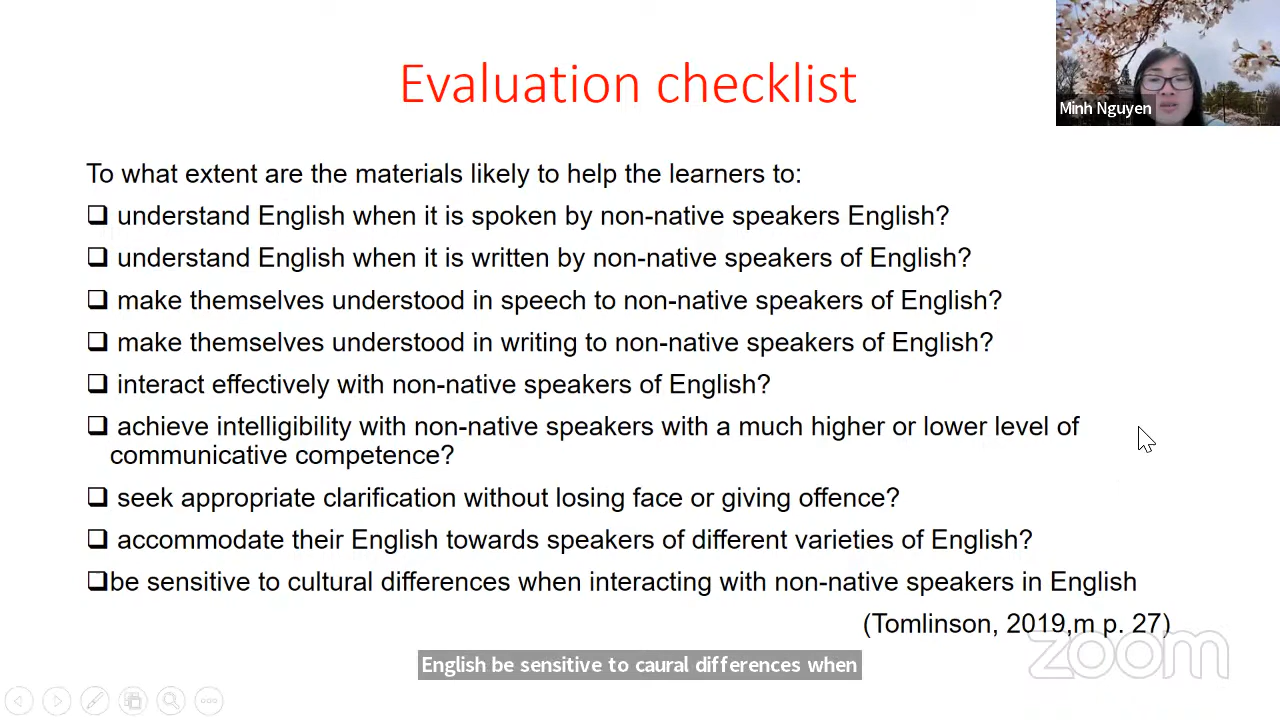 Evaluation checklist
Minh Nguyen
To what extent are the materials likely to help the learners to:
understand English when it is spoken by non-native speakers English?
understand English when it is written by non-native speakers of English?
make themselves understood in speech to non-native speakers of English?
make themselves understood in writing to non-native speakers of English?
interact effectively with non-native speakers of English?
achieve intelligibility with non-native speakers with a much higher or lower level of
communicative competence?
seek appropriate clarification without losing face or giving offence?
accommodate their English towards speakers of different varieties of English?
be sensitive to cultural differences when interacting with non-native speakers in English
(Tomlinson, 2019,m p. 27)
zoom
English be sensitive to caural differences when